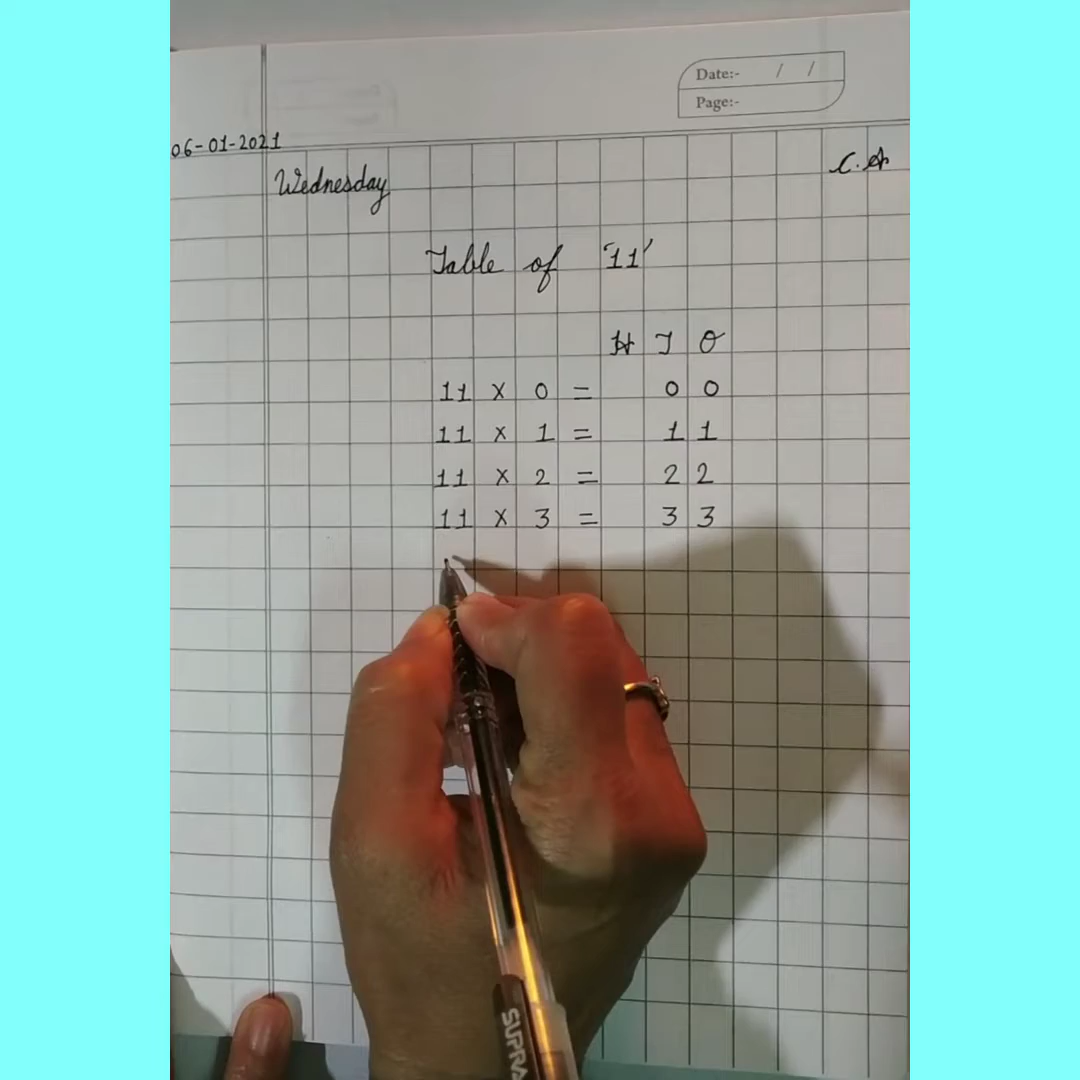 Date:- / /
Page:-
06-01-2021
Wednesday
C.A
Table of '11'
H T O
11 x 0 = 0 0
11 x 1 = 1 1
11 x 2 = 2 2
11 x 3 = 3 3
SUPRA